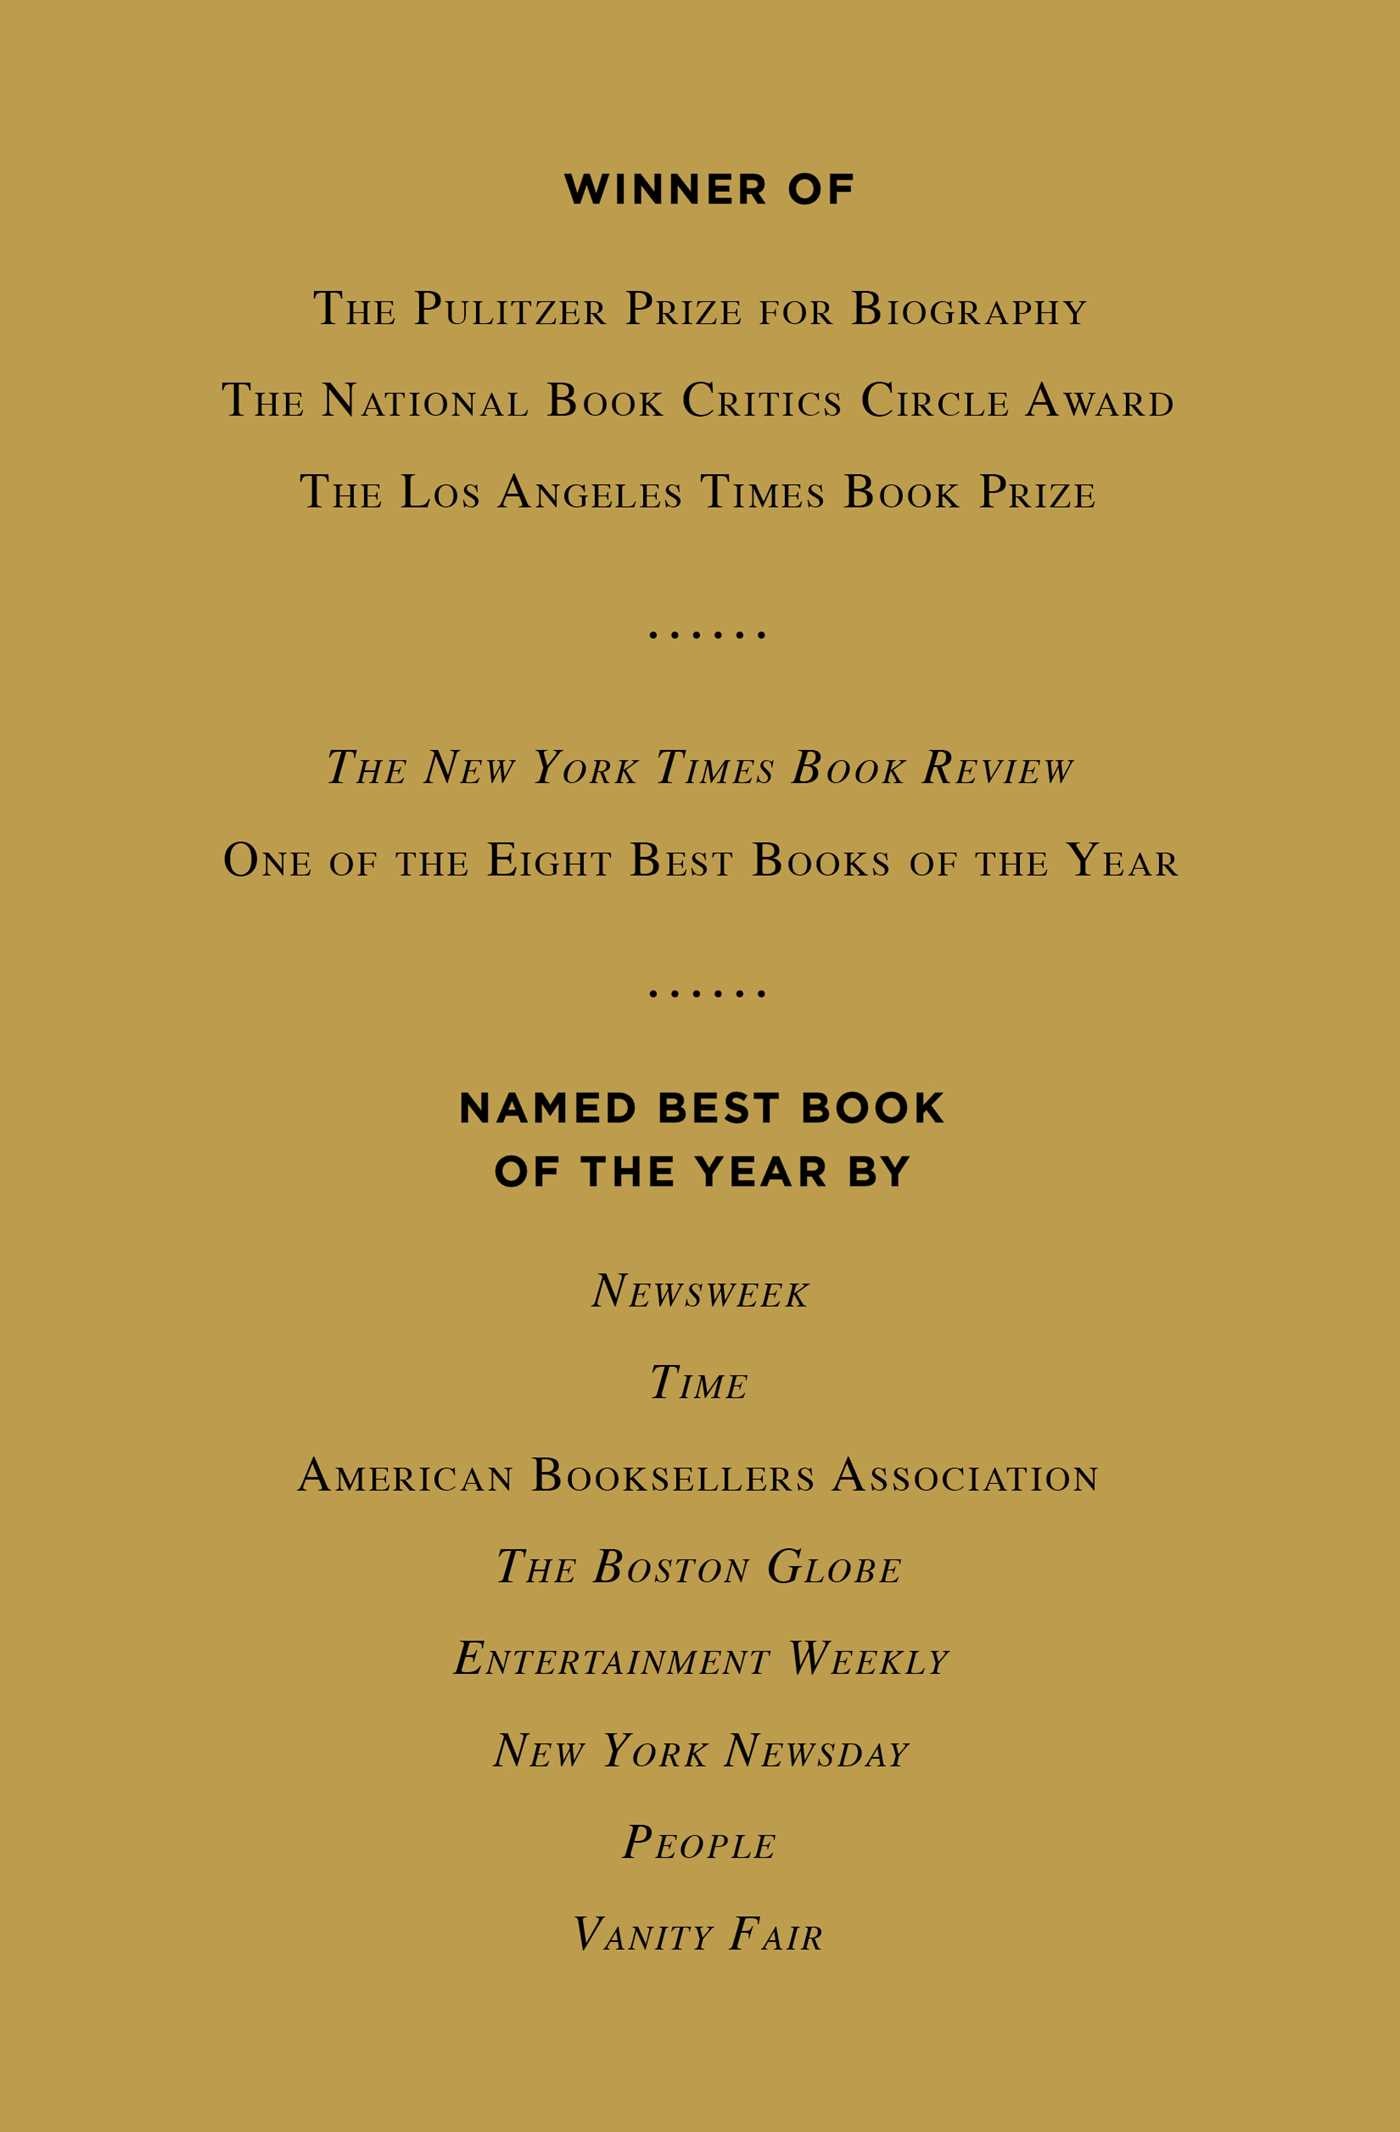 WINNER OF
The Pulitzer Prize for Biography
The National Book Critics Circle Award
The Los Angeles Times Book Prize
......
The New York Times Book Review
One of the Eight Best Books of the Year
......
NAMED BEST BOOK
OF THE YEAR BY
Newsweek
Time
American Booksellers Association
The Boston Globe
Entertainment Weekly
New York Newsday
People
Vanity Fair